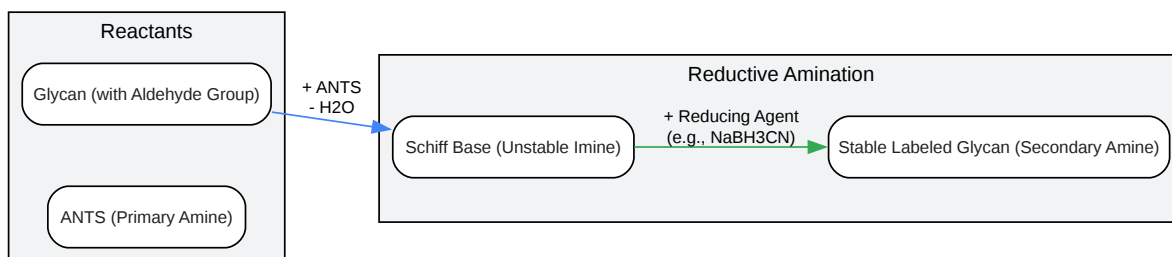 Reactants
Glycan (with Aldehyde Group)
ANTS (Primary Amine)
+ ANTS
- H2O
Reductive Amination
Schiff Base (Unstable Imine)
+ Reducing Agent
(e.g., NaBH3CN)
Stable Labeled Glycan (Secondary Amine)